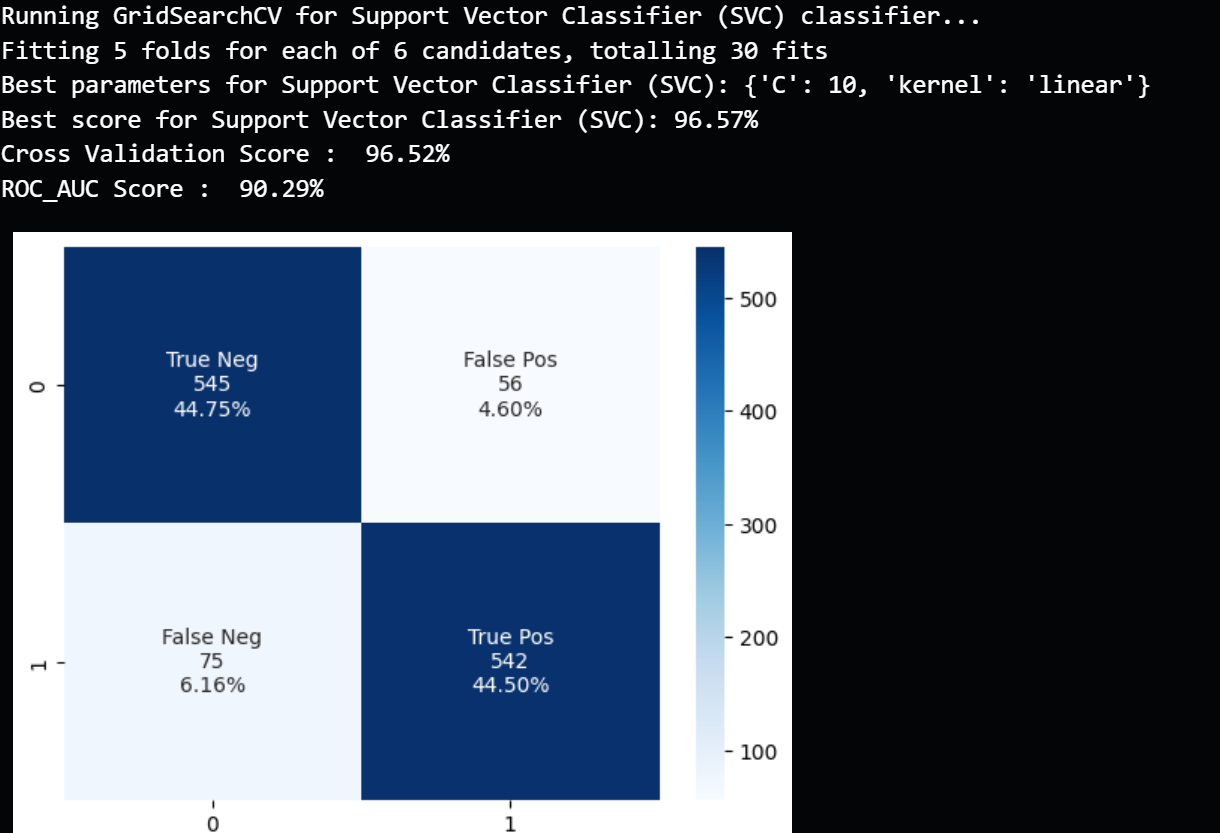 Running GridSearchCV for Support Vector Classifier (SVC) classifier...
Fitting 5 folds for each of 6 candidates, totalling 30 fits
Best parameters for Support Vector Classifier (SVC): {'C': 10, 'kernel': 'linear'}
Best score for Support Vector Classifier (SVC): 96.57%
Cross Validation Score :  96.52%
ROC_AUC Score :  90.29%
True Neg
545
44.75%
False Pos
56
4.60%
False Neg
75
6.16%
True Pos
542
44.50%
0
1
0
1
500
400
300
200
100